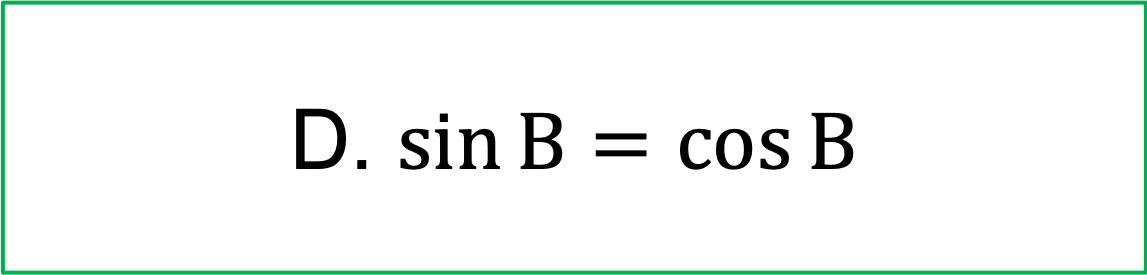 D. sin B = cos B